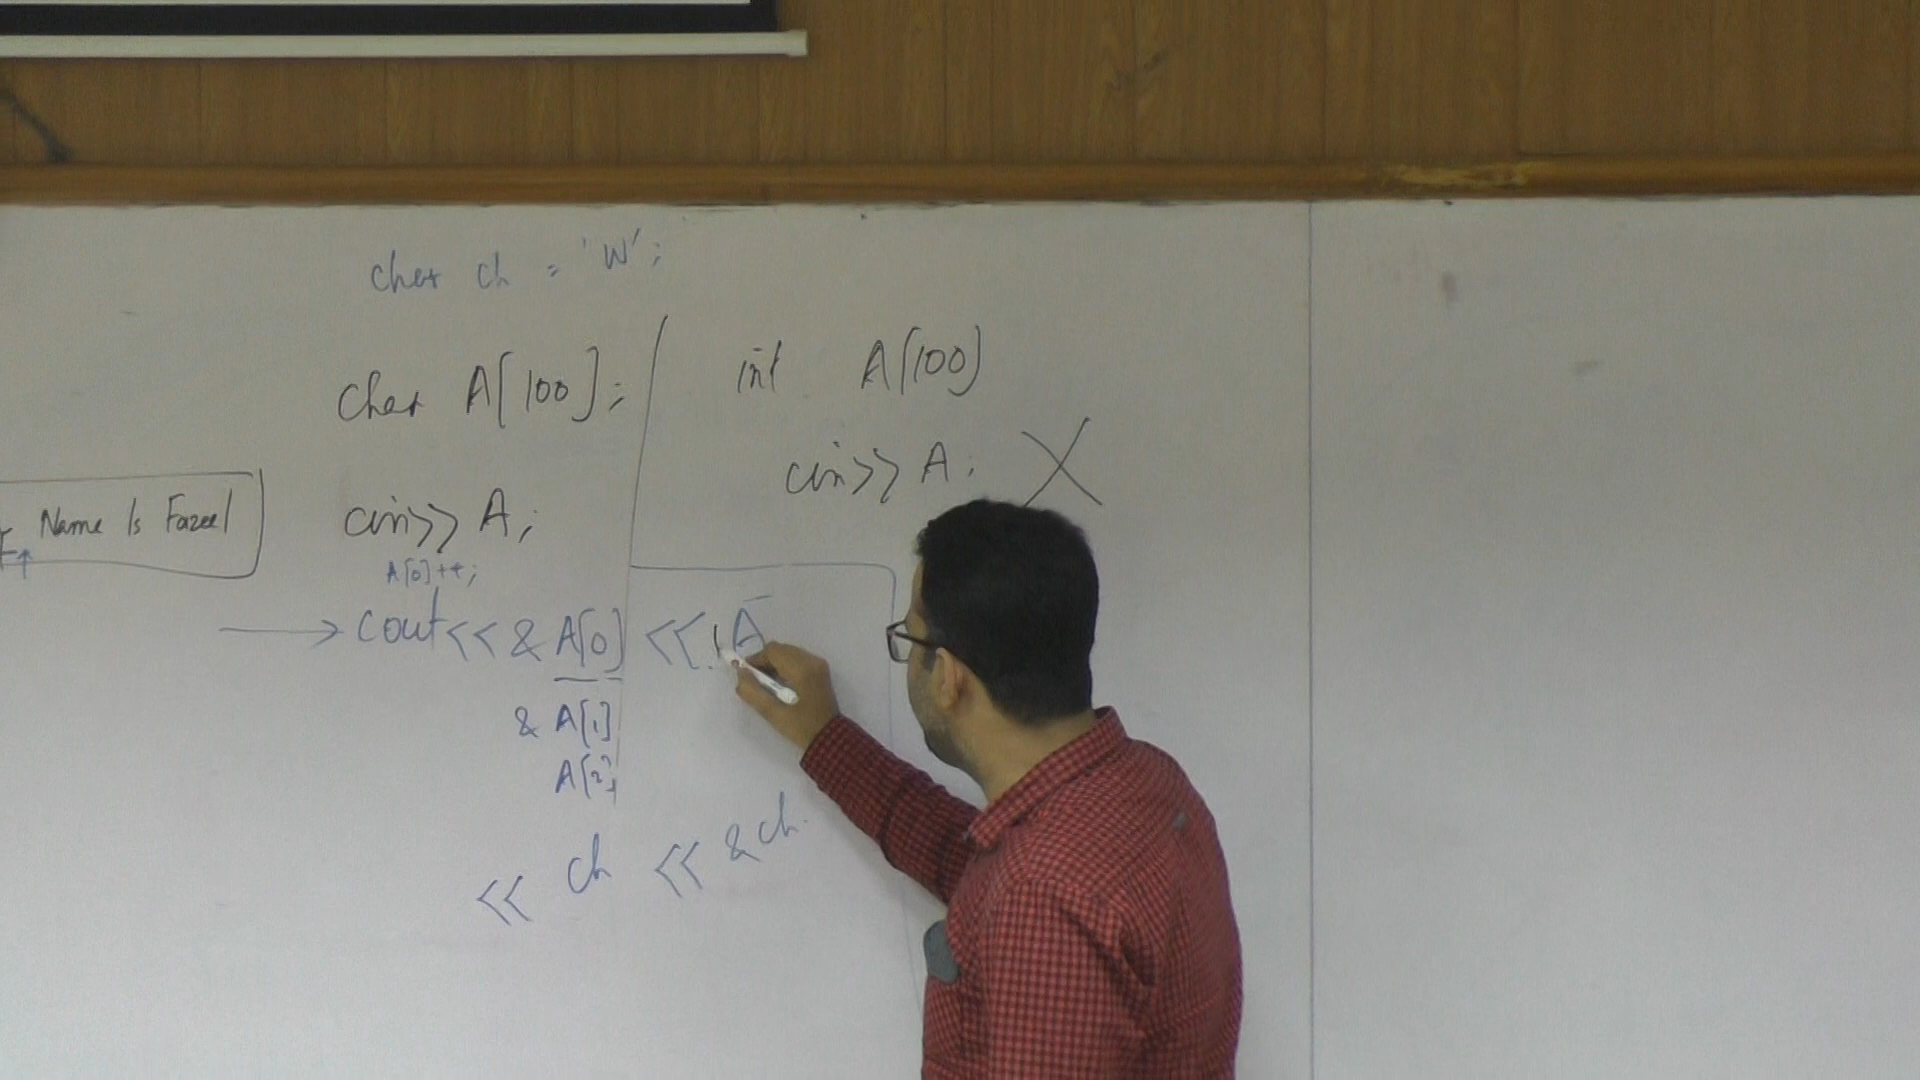 char ch = 'W';
char A[100];
int A[100]
cin>> A;
cin>> A;
Name Is Fazeel
A[0]++;
cout<< & A[0] << A
& A[1]
A[2]
<< ch << &ch.